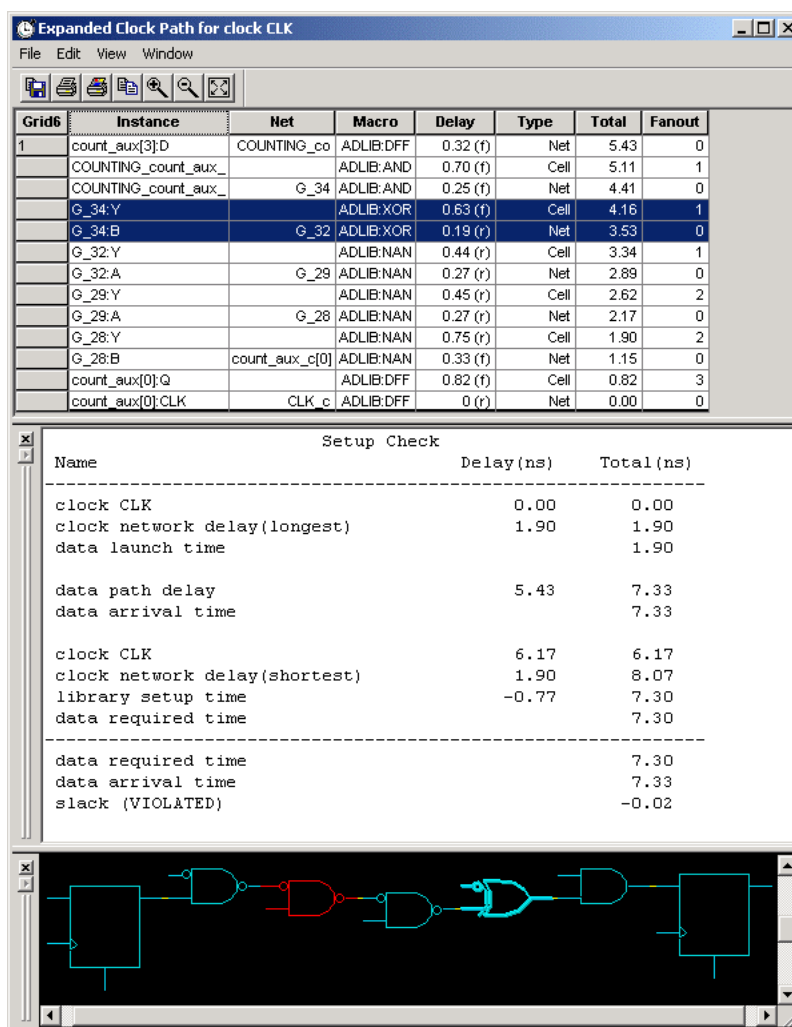 Expanded Clock Path for clock CLK
File Edit View Window
Grid6 Instance Net Macro Delay Type Total Fanout
1 count_aux[3]:D COUNTING_co ADLIB:DFF 0.32 (f) Net 5.43 0
COUNTING_count_aux_ ADLIB:AND 0.70 (f) Cell 5.11 1
COUNTING_count_aux_ G_34 ADLIB:AND 0.25 (f) Net 4.41 0
G_34:Y ADLIB:XOR 0.63 (f) Cell 4.16 1
G_34:B G_32 ADLIB:XOR 0.19 (r) Net 3.53 0
G_32:Y ADLIB:NAN 0.44 (r) Cell 3.34 1
G_32:A G_29 ADLIB:NAN 0.27 (r) Net 2.89 0
G_29:Y ADLIB:NAN 0.45 (r) Cell 2.62 2
G_29:A G_28 ADLIB:NAN 0.27 (r) Net 2.17 0
G_28:Y ADLIB:NAN 0.75 (r) Cell 1.90 2
G_28:B count_aux_c[0] ADLIB:NAN 0.33 (f) Net 1.15 0
count_aux[0]:Q ADLIB:DFF 0.82 (f) Cell 0.82 3
count_aux[0]:CLK CLK_c ADLIB:DFF 0 (r) Net 0.00 0
Setup Check
Name Delay(ns) Total(ns)
clock CLK 0.00 0.00
clock network delay(longest) 1.90 1.90
data launch time 1.90
data path delay 5.43 7.33
data arrival time 7.33
clock CLK 6.17 6.17
clock network delay(shortest) 1.90 8.07
library setup time -0.77 7.30
data required time 7.30
data required time 7.30
data arrival time 7.33
slack (VIOLATED) -0.02